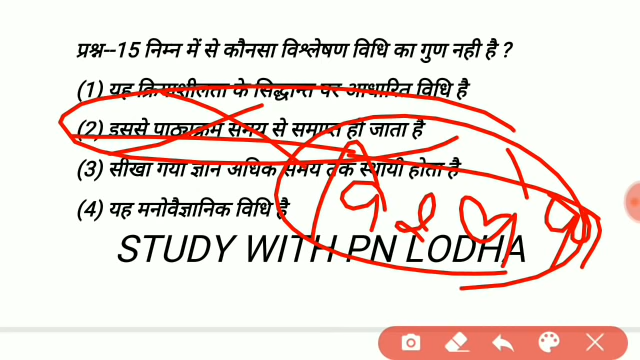 प्रश्न--15 निम्न में से कौनसा विश्लेषण विधि का गुण नही है ?
(1) यह क्रियाशीलता के सिद्धान्त पर आधारित विधि है
(2) इससे पाठ्यक्रम समय से समाप्त हो जाता है
(3) सीखा गया ज्ञान अधिक समय तक स्थायी होता है
(4) यह मनोवैज्ञानिक विधि है
STUDY WITH PN LODHA